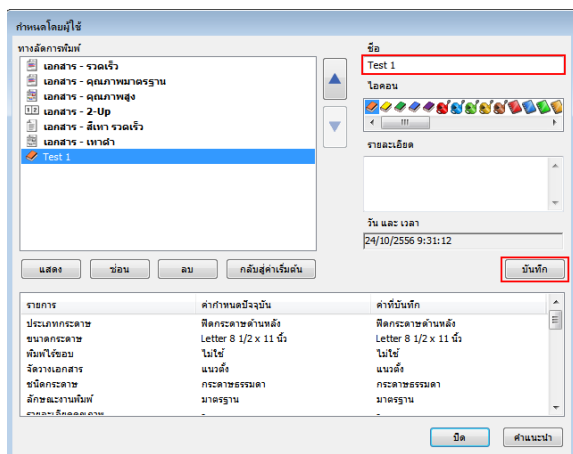 กำหนดโดยผู้ใช้
ทางลัดการพิมพ์
เอกสาร - รวดเร็ว
เอกสาร - คุณภาพมาตรฐาน
เอกสาร - คุณภาพสูง
เอกสาร - 2-Up
เอกสาร - สีเทา รวดเร็ว
เอกสาร - เทาดำ
Test 1
ชื่อ
Test 1
ไอคอน
รายละเอียด
วัน และ เวลา
24/10/2556 9:31:12
แสดง ซ่อน ลบ กลับสู่ค่าเริ่มต้น บันทึก
รายการ ค่ากำหนดปัจจุบัน ค่าที่บันทึก
ประเภทกระดาษ ฟีดกระดาษด้านหลัง ฟีดกระดาษด้านหลัง
ขนาดกระดาษ Letter 8 1/2 x 11 นิ้ว Letter 8 1/2 x 11 นิ้ว
พิมพ์ไร้ขอบ ไม่ใช้ ไม่ใช้
จัดวางเอกสาร แนวตั้ง แนวตั้ง
ชนิดกระดาษ กระดาษธรรมดา กระดาษธรรมดา
ลักษณะงานพิมพ์ มาตรฐาน มาตรฐาน
รายละเอียดคุณภาพ - -
ปิด คำแนะนำ